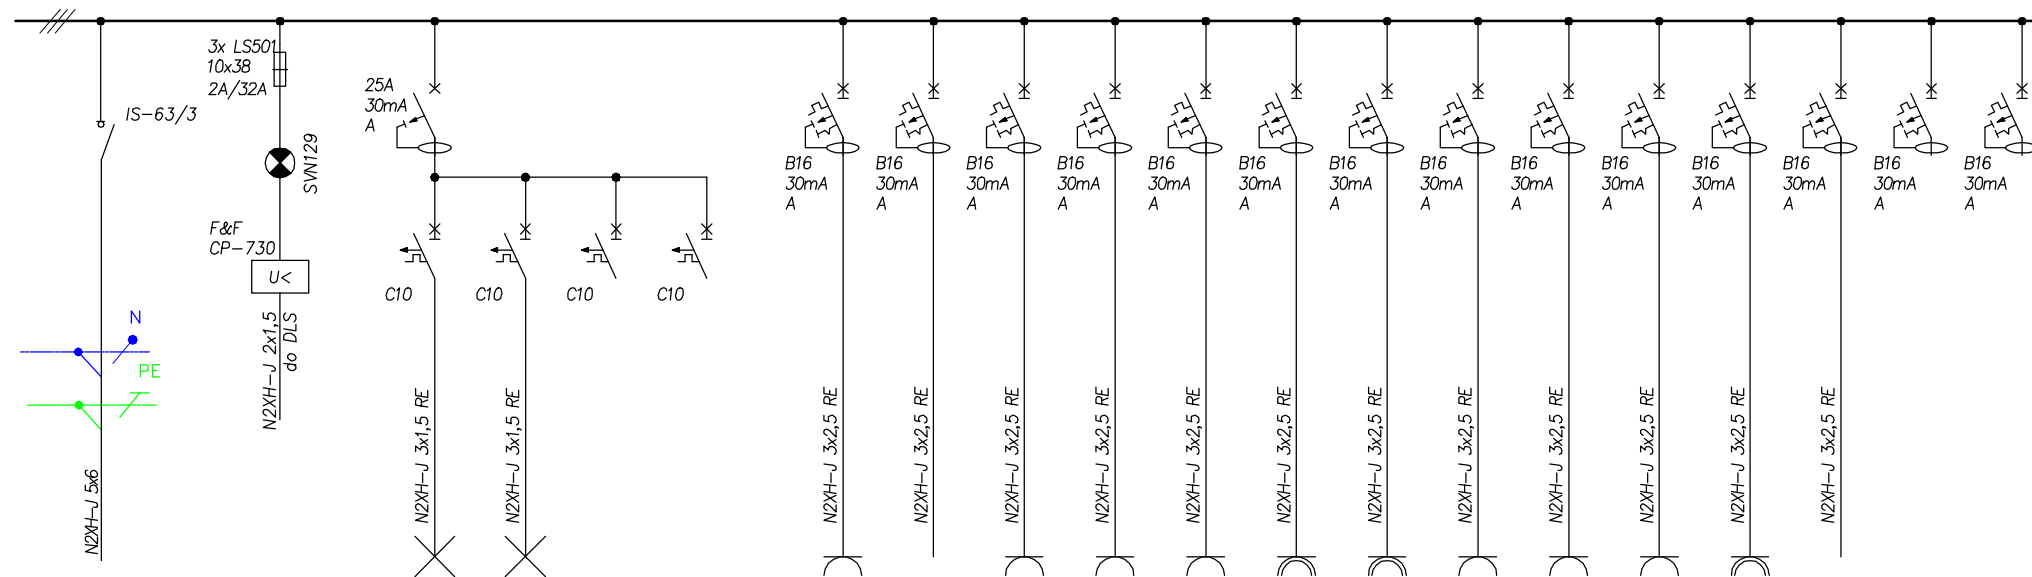 3x LS501
10x38
2A/32A
IS-63/3
SVN129
F&F
CP-730
U<
N2XH-J 2x1,5
do DLS
N
PE
N2XH-J 5x6
25A
30mA
A
C10
C10
C10
C10
N2XH-J 3x1,5 RE
N2XH-J 3x1,5 RE
B16
30mA
A
B16
30mA
A
B16
30mA
A
B16
30mA
A
B16
30mA
A
B16
30mA
A
B16
30mA
A
B16
30mA
A
B16
30mA
A
B16
30mA
A
B16
30mA
A
B16
30mA
A
B16
30mA
A
B16
30mA
A
N2XH-J 3x2,5 RE
N2XH-J 3x2,5 RE
N2XH-J 3x2,5 RE
N2XH-J 3x2,5 RE
N2XH-J 3x2,5 RE
N2XH-J 3x2,5 RE
N2XH-J 3x2,5 RE
N2XH-J 3x2,5 RE
N2XH-J 3x2,5 RE
N2XH-J 3x2,5 RE
N2XH-J 3x2,5 RE
N2XH-J 3x2,5 RE